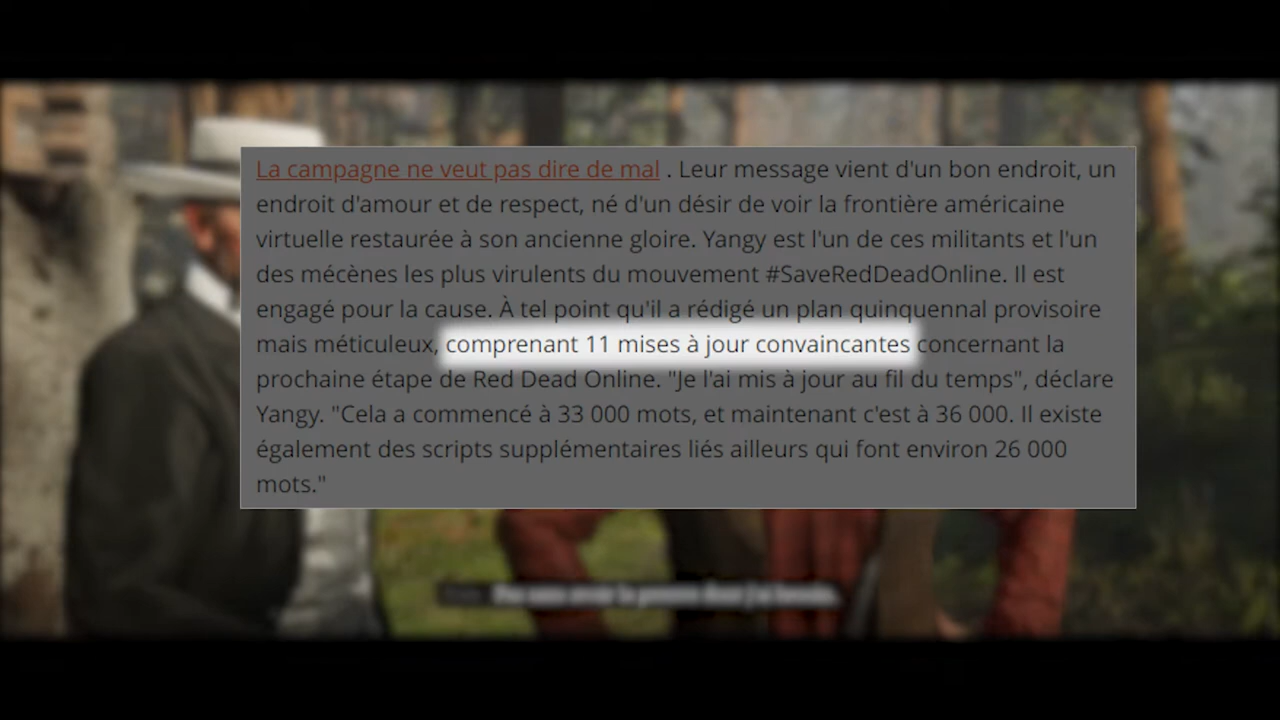 La campagne ne veut pas dire de mal . Leur message vient d'un bon endroit, un
endroit d'amour et de respect, né d'un désir de voir la frontière américaine
virtuelle restaurée à son ancienne gloire. Yangy est l'un de ces militants et l'un
des mécènes les plus virulents du mouvement #SaveRedDeadOnline. Il est
engagé pour la cause. À tel point qu'il a rédigé un plan quinquennal provisoire
mais méticuleux, comprenant 11 mises à jour convaincantes concernant la
prochaine étape de Red Dead Online. "Je l'ai mis à jour au fil du temps", déclare
Yangy. "Cela a commencé à 33 000 mots, et maintenant c'est à 36 000. Il existe
également des scripts supplémentaires liés ailleurs qui font environ 26 000
mots."